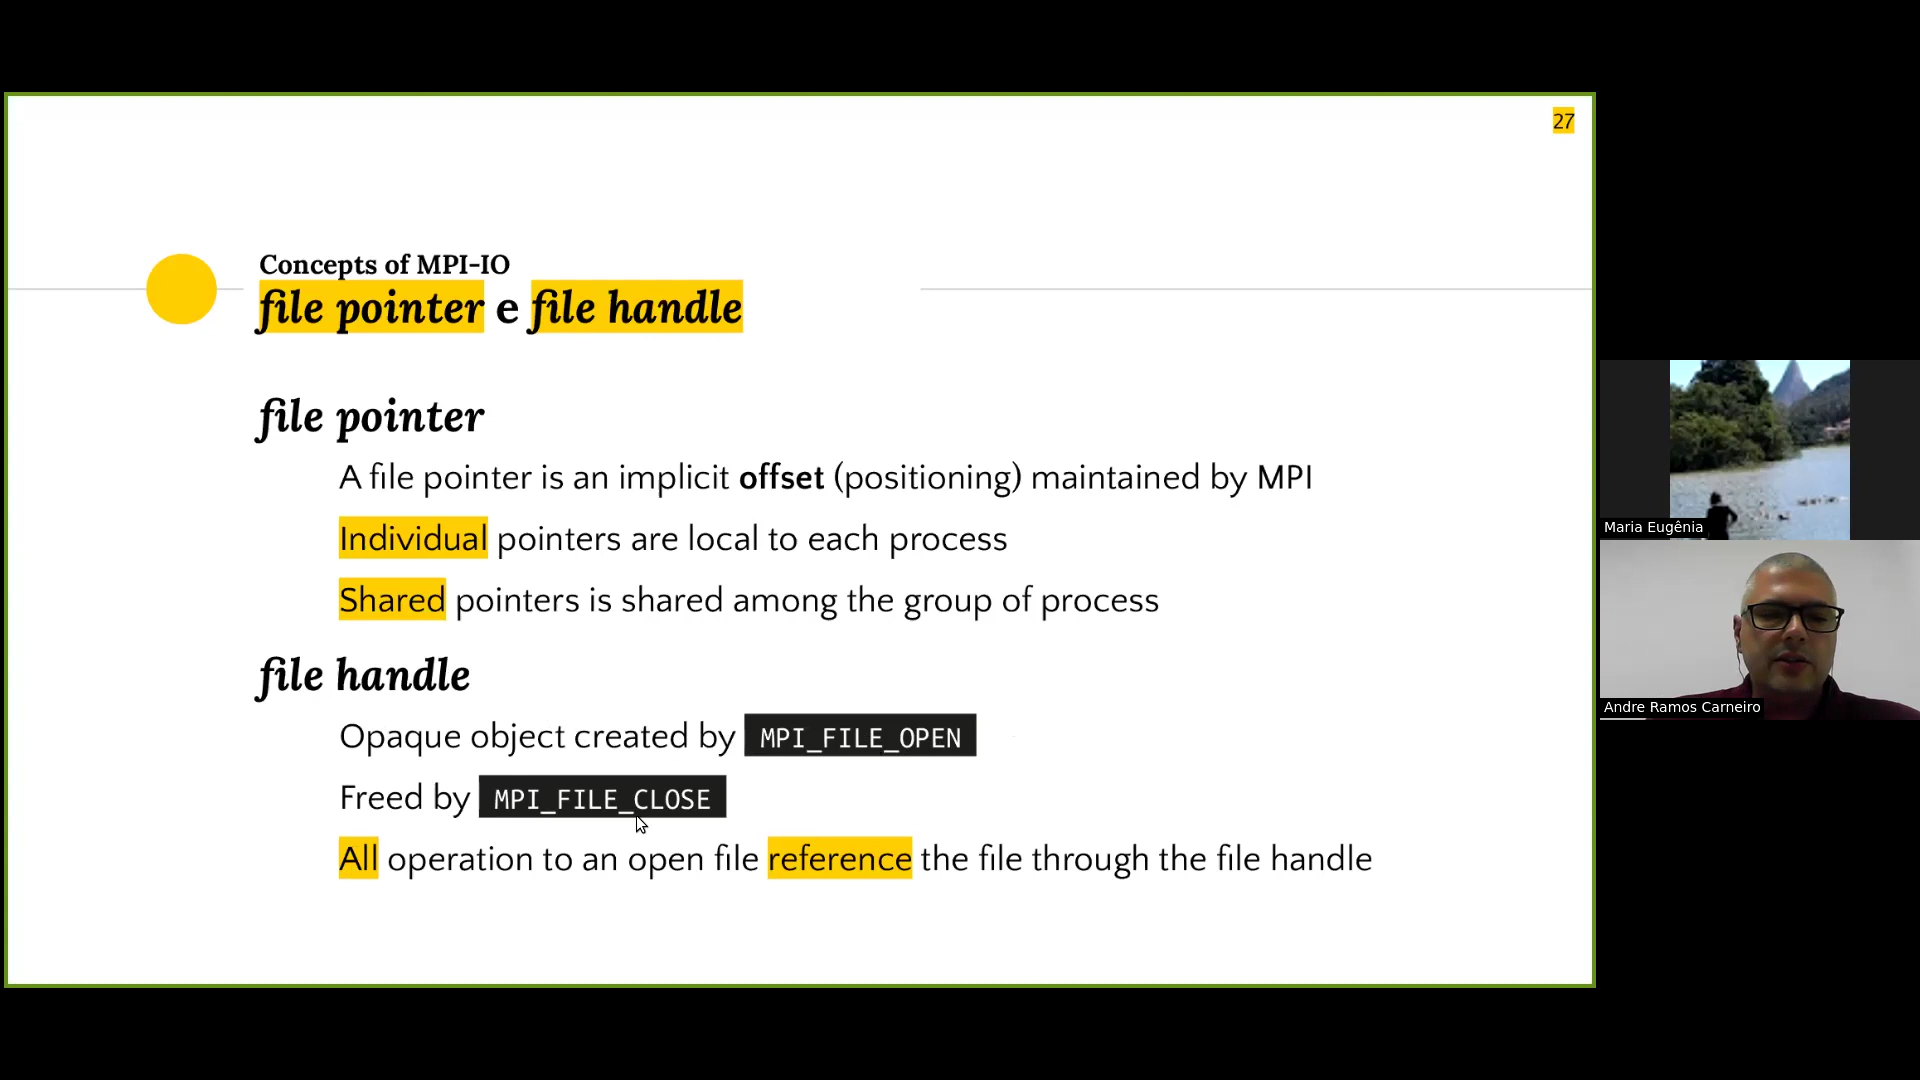 27
Concepts of MPI-IO
file pointer e file handle
file pointer
A file pointer is an implicit offset (positioning) maintained by MPI
Individual pointers are local to each process
Shared pointers is shared among the group of process
file handle
Opaque object created by MPI_FILE_OPEN
Freed by MPI_FILE_CLOSE
All operation to an open file reference the file through the file handle
Maria Eugênia
Andre Ramos Carneiro